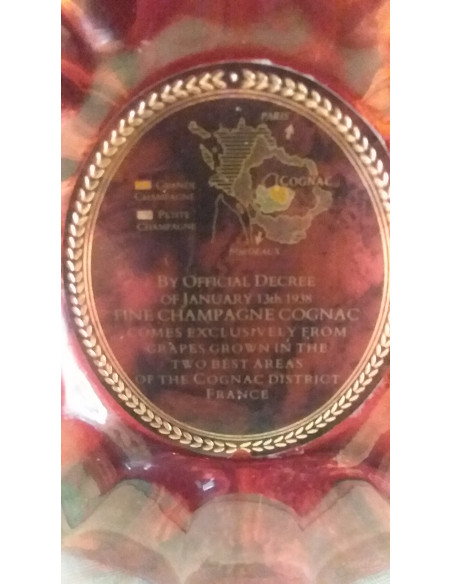 PARIS
COGNAC
GRANDE
CHAMPAGNE
PETITE
CHAMPAGNE
BORDEAUX
BY OFFICIAL DECREE
OF JANUARY 13th 1938
FINE CHAMPAGNE COGNAC
COMES EXCLUSIVELY FROM
GRAPES GROWN IN THE
TWO BEST AREAS
OF THE COGNAC DISTRICT
FRANCE